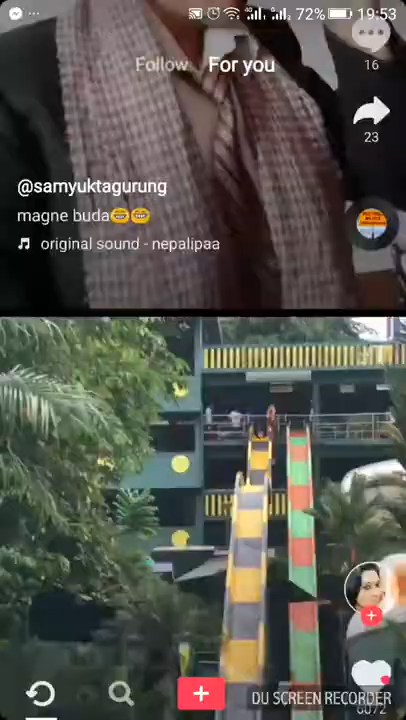 72% 19:53
Follow For you
16
23
@samyuktagurung
magne buda😂😂
♬ original sound - nepalipaa
DU SCREEN RECORDER